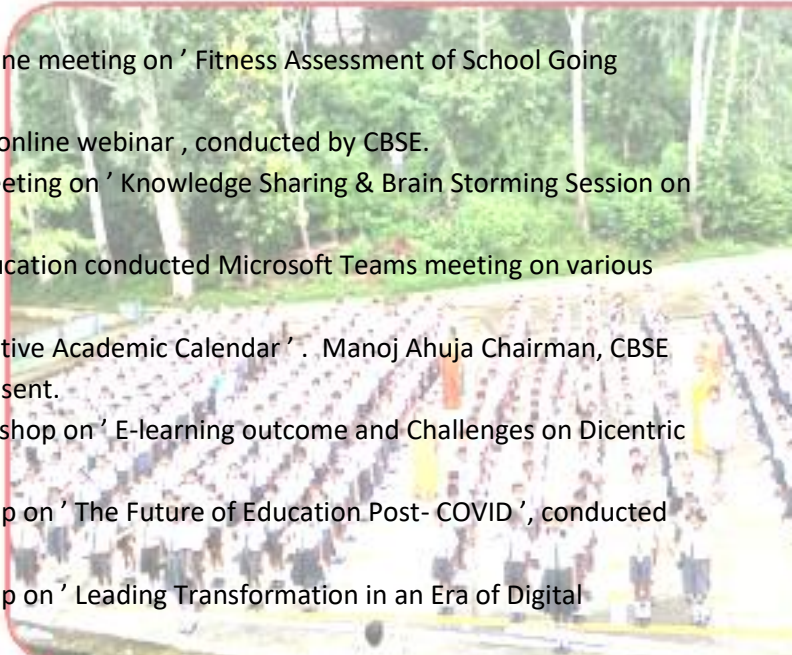 ne meeting on ’ Fitness Assessment of School Going
online webinar , conducted by CBSE.
eeting on ’ Knowledge Sharing & Brain Storming Session on
ucation conducted Microsoft Teams meeting on various
tive Academic Calendar ’ . Manoj Ahuja Chairman, CBSE
sent.
shop on ’ E-learning outcome and Challenges on Dicentric
p on ’ The Future of Education Post- COVID ’, conducted
p on ’ Leading Transformation in an Era of Digital